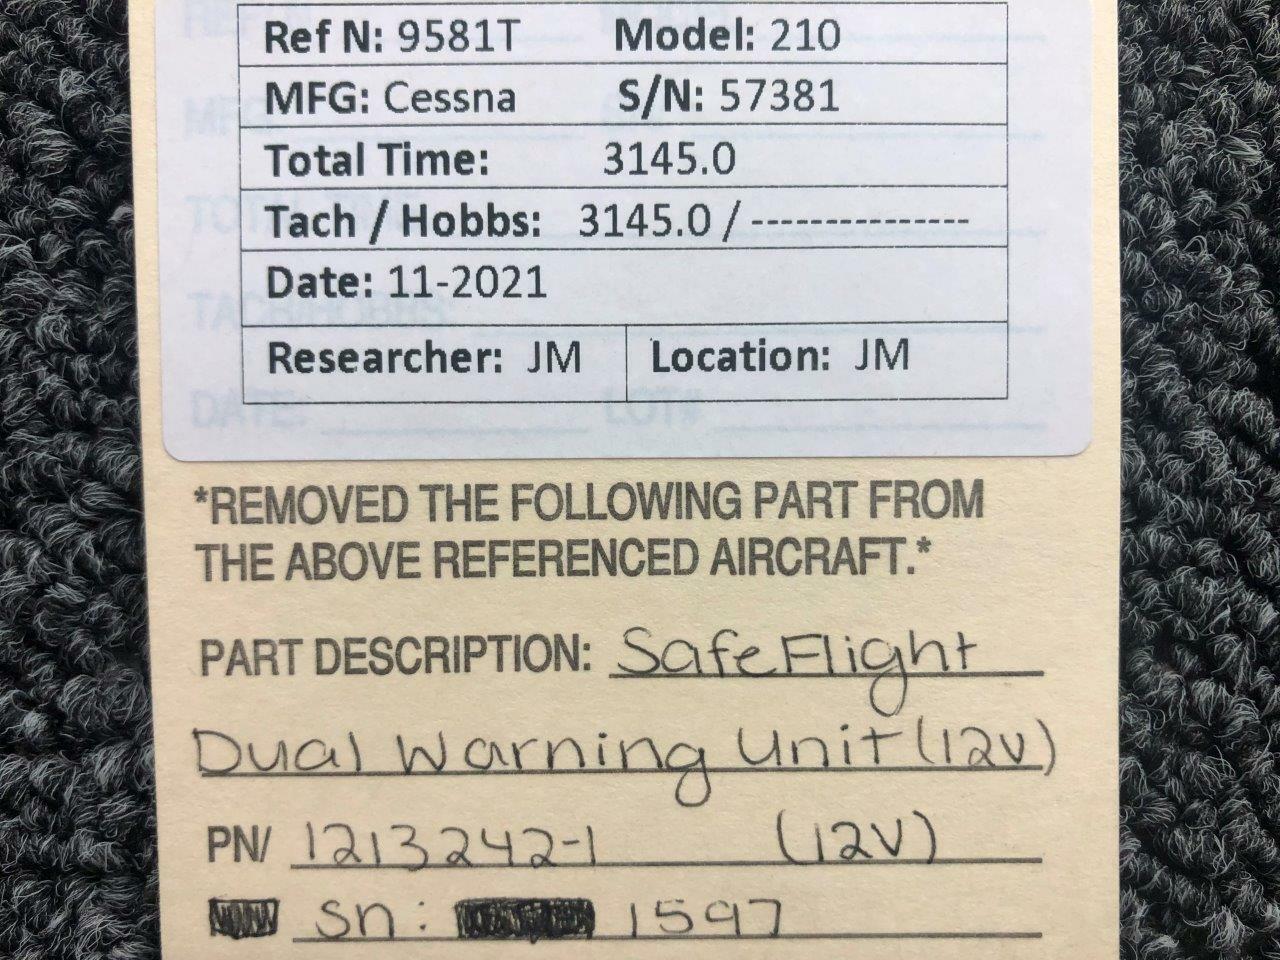 Ref N: 9581T Model: 210
MFG: Cessna S/N: 57381
Total Time: 3145.0
Tach / Hobbs: 3145.0 / ---------------
Date: 11-2021
Researcher: JM Location: JM
DATE: LOT#
*REMOVED THE FOLLOWING PART FROM
THE ABOVE REFERENCED AIRCRAFT.*
PART DESCRIPTION: SafeFlight
Dual Warning Unit (12V)
PN/ 1213242-1 (12V)
Sn: 1597